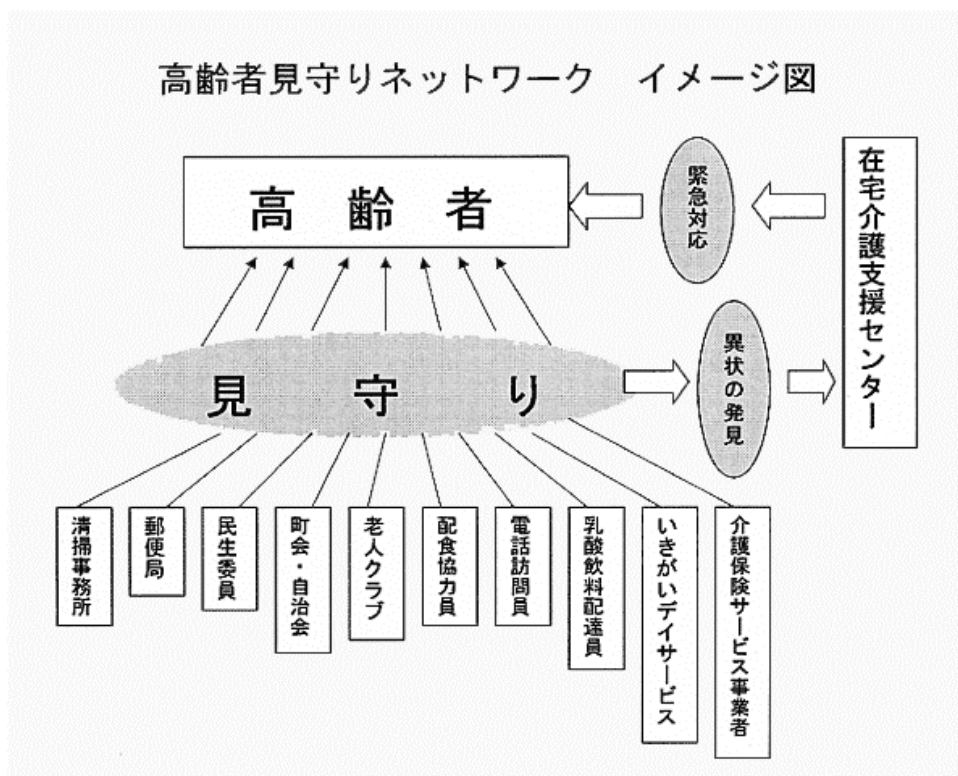 高齢者見守りネットワーク　イメージ図
高　齢　者
緊急対応
在宅介護支援センター
見　守　り
異状の発見
清掃事務所
郵便局
民生委員
町会・自治会
老人クラブ
配食協力員
電話訪問員
乳酸飲料配達員
いきがいデイサービス
介護保険サービス事業者